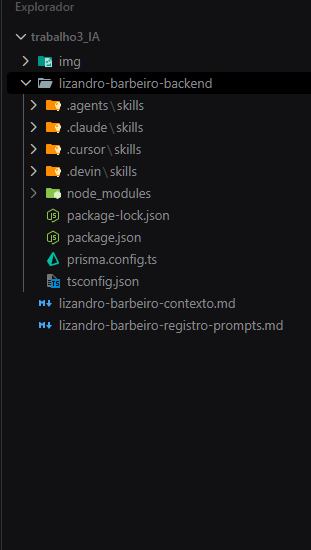 Explorador
trabalho3_IA
img
lizandro-barbeiro-backend
.agents\skills
.claude\skills
.cursor\skills
.devin\skills
node_modules
package-lock.json
package.json
prisma.config.ts
tsconfig.json
lizandro-barbeiro-contexto.md
lizandro-barbeiro-registro-prompts.md